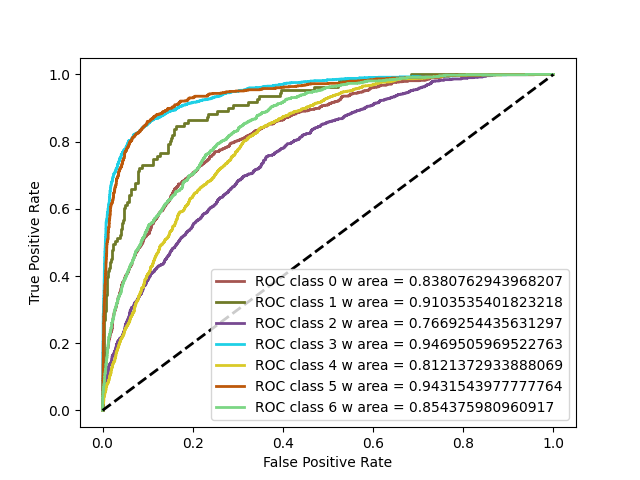 1.0
0.8
0.6
0.4
0.2
0.0
True Positive Rate
ROC class 0 w area = 0.8380762943968207
ROC class 1 w area = 0.9103535401823218
ROC class 2 w area = 0.7669254435631297
ROC class 3 w area = 0.9469505969522763
ROC class 4 w area = 0.8121372933888069
ROC class 5 w area = 0.9431543977777764
ROC class 6 w area = 0.854375980960917
0.0 0.2 0.4 0.6 0.8 1.0
False Positive Rate